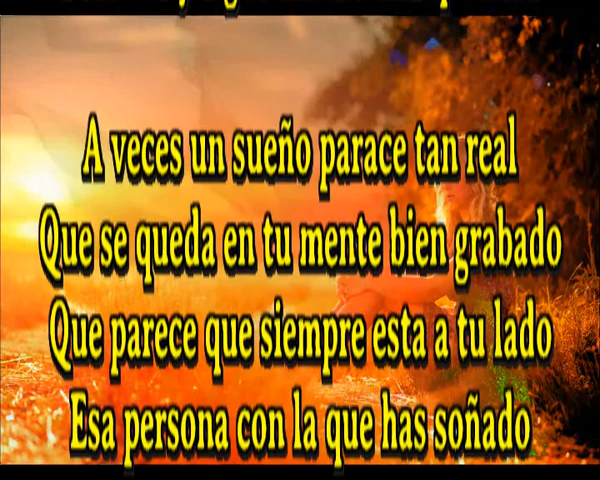 A veces un sueño parace tan real
Que se queda en tu mente bien grabado
Que parece que siempre esta a tu lado
Esa persona con la que has soñado